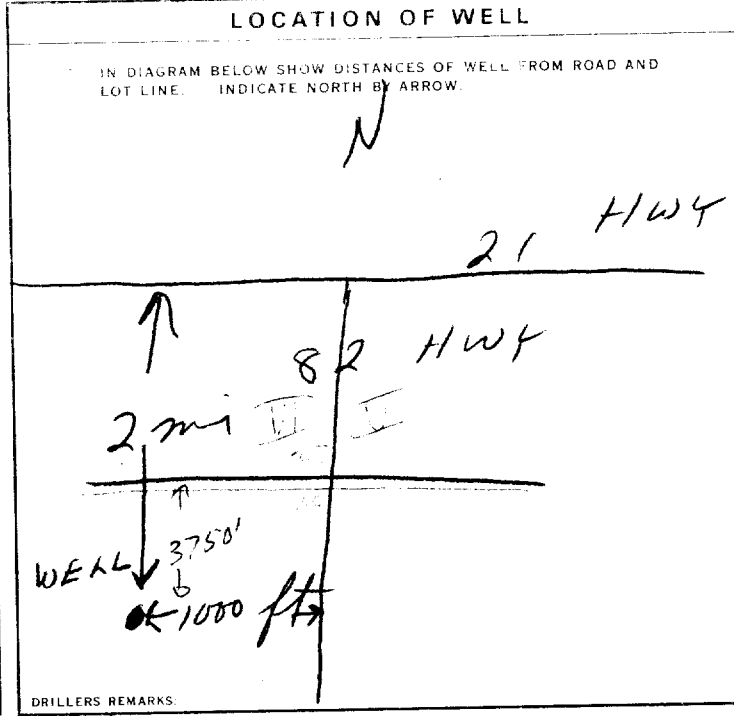 LOCATION OF WELL
IN DIAGRAM BELOW SHOW DISTANCES OF WELL FROM ROAD AND
LOT LINE. INDICATE NORTH BY ARROW.
N
21 HWY
82 HWY
2 mi VI V
3750'
WELL
1000 ft
DRILLERS REMARKS: